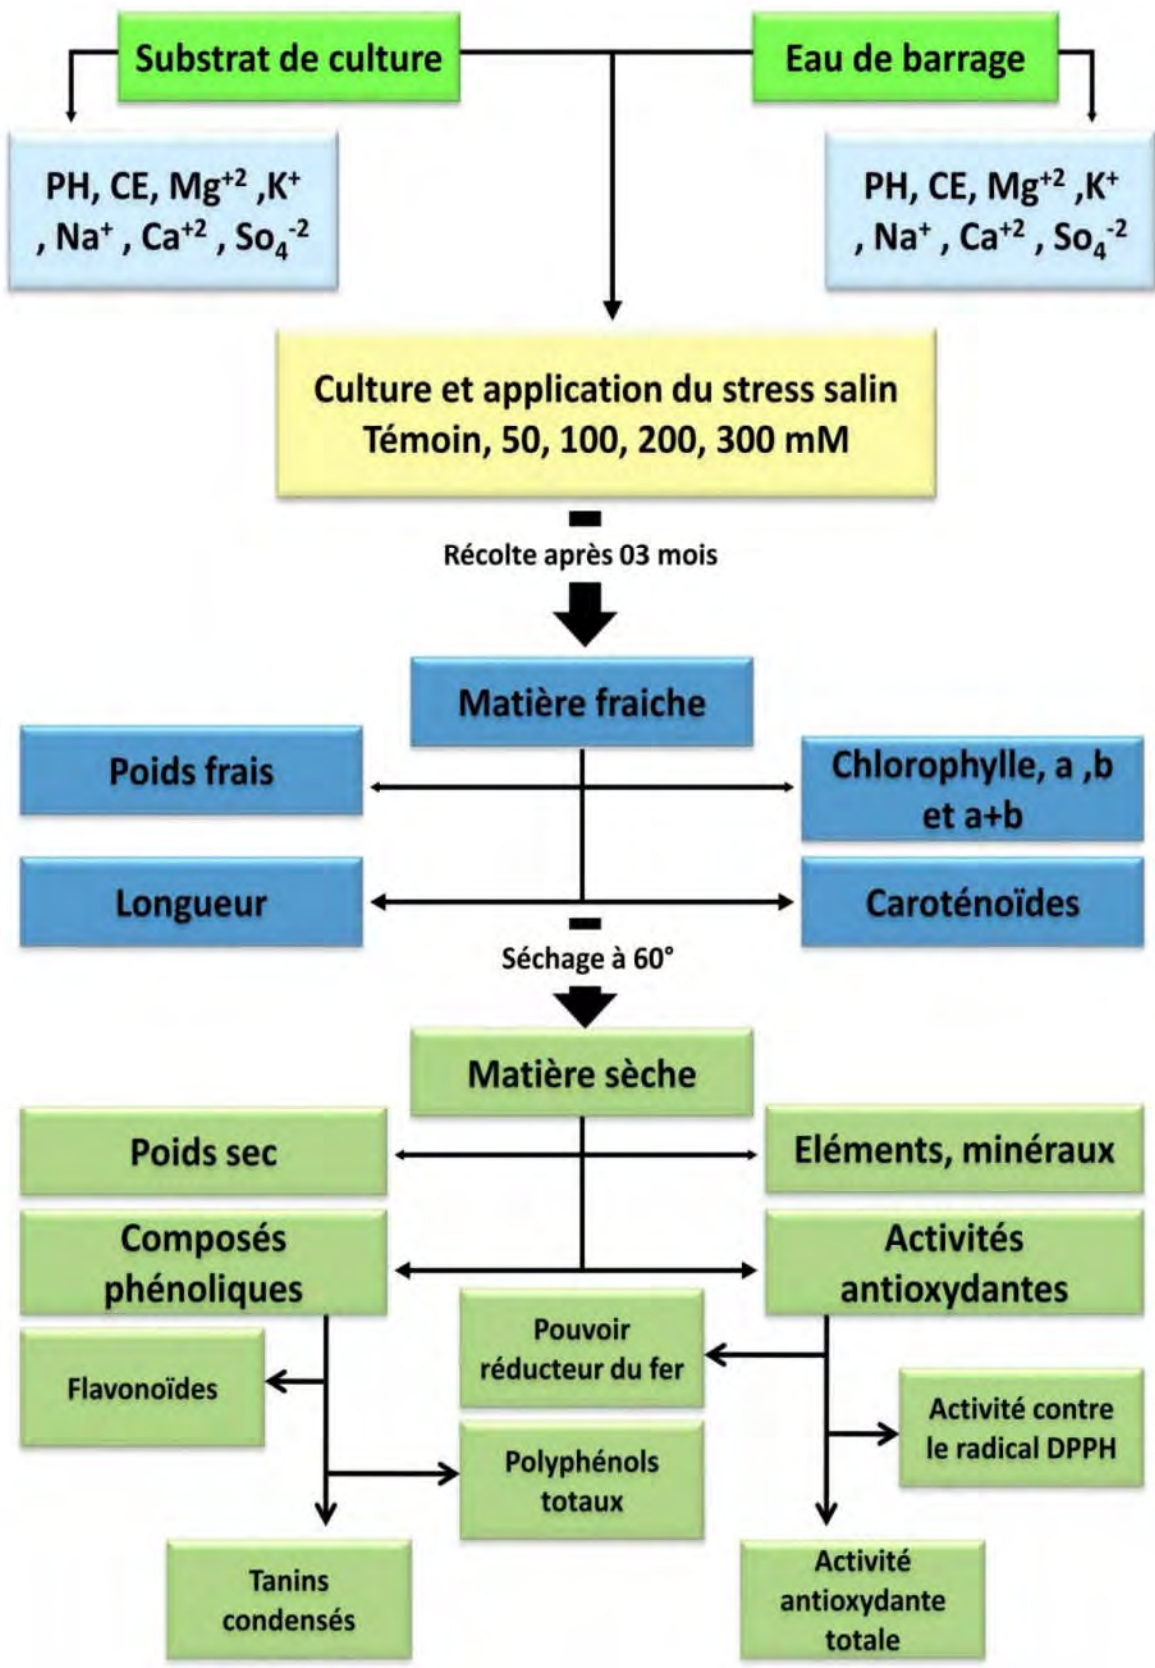 Substrat de culture
Eau de barrage
PH, CE, Mg⁺² ,K⁺
, Na⁺ , Ca⁺² , So₄⁻²
PH, CE, Mg⁺² ,K⁺
, Na⁺ , Ca⁺² , So₄⁻²
Culture et application du stress salin
Témoin, 50, 100, 200, 300 mM
Récolte après 03 mois
Matière fraiche
Poids frais
Chlorophylle, a ,b
et a+b
Longueur
Caroténoïdes
Séchage à 60°
Matière sèche
Poids sec
Eléments, minéraux
Composés
phénoliques
Activités
antioxydantes
Flavonoïdes
Pouvoir
réducteur du fer
Activité contre
le radical DPPH
Polyphénols
totaux
Tanins
condensés
Activité
antioxydante
totale